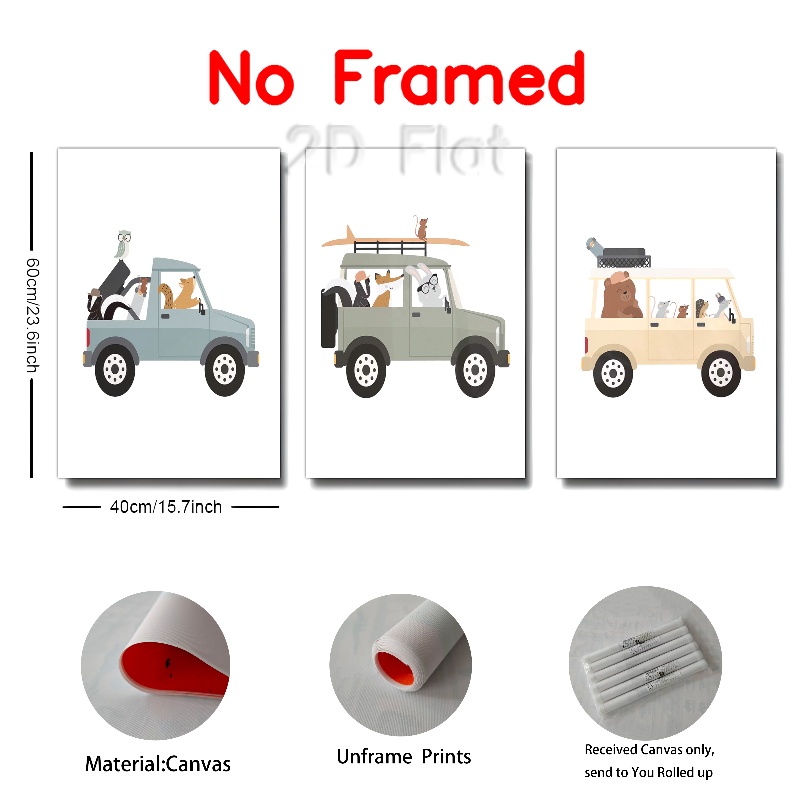 No Framed
2D Flat
60cm/23.6inch
40cm/15.7inch
Material:Canvas
Unframe Prints
Received Canvas only,
send to You Rolled up